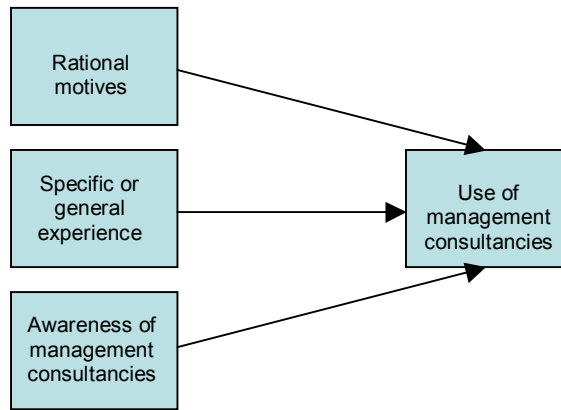 Rational
motives
Specific or
general
experience
Awareness of
management
consultancies
Use of
management
consultancies